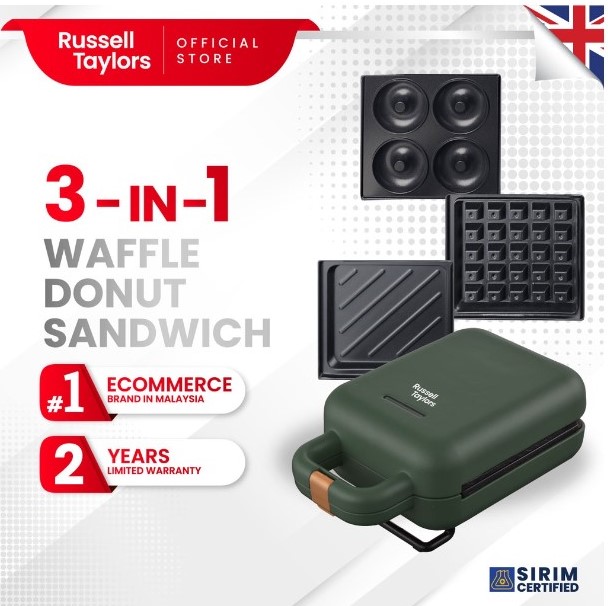 Russell
Taylors
OFFICIAL
STORE
3-IN-1
WAFFLE
DONUT
SANDWICH
#1
ECOMMERCE
BRAND IN MALAYSIA
2
YEARS
LIMITED WARRANTY
Russell
Taylors
SIRIM
CERTIFIED